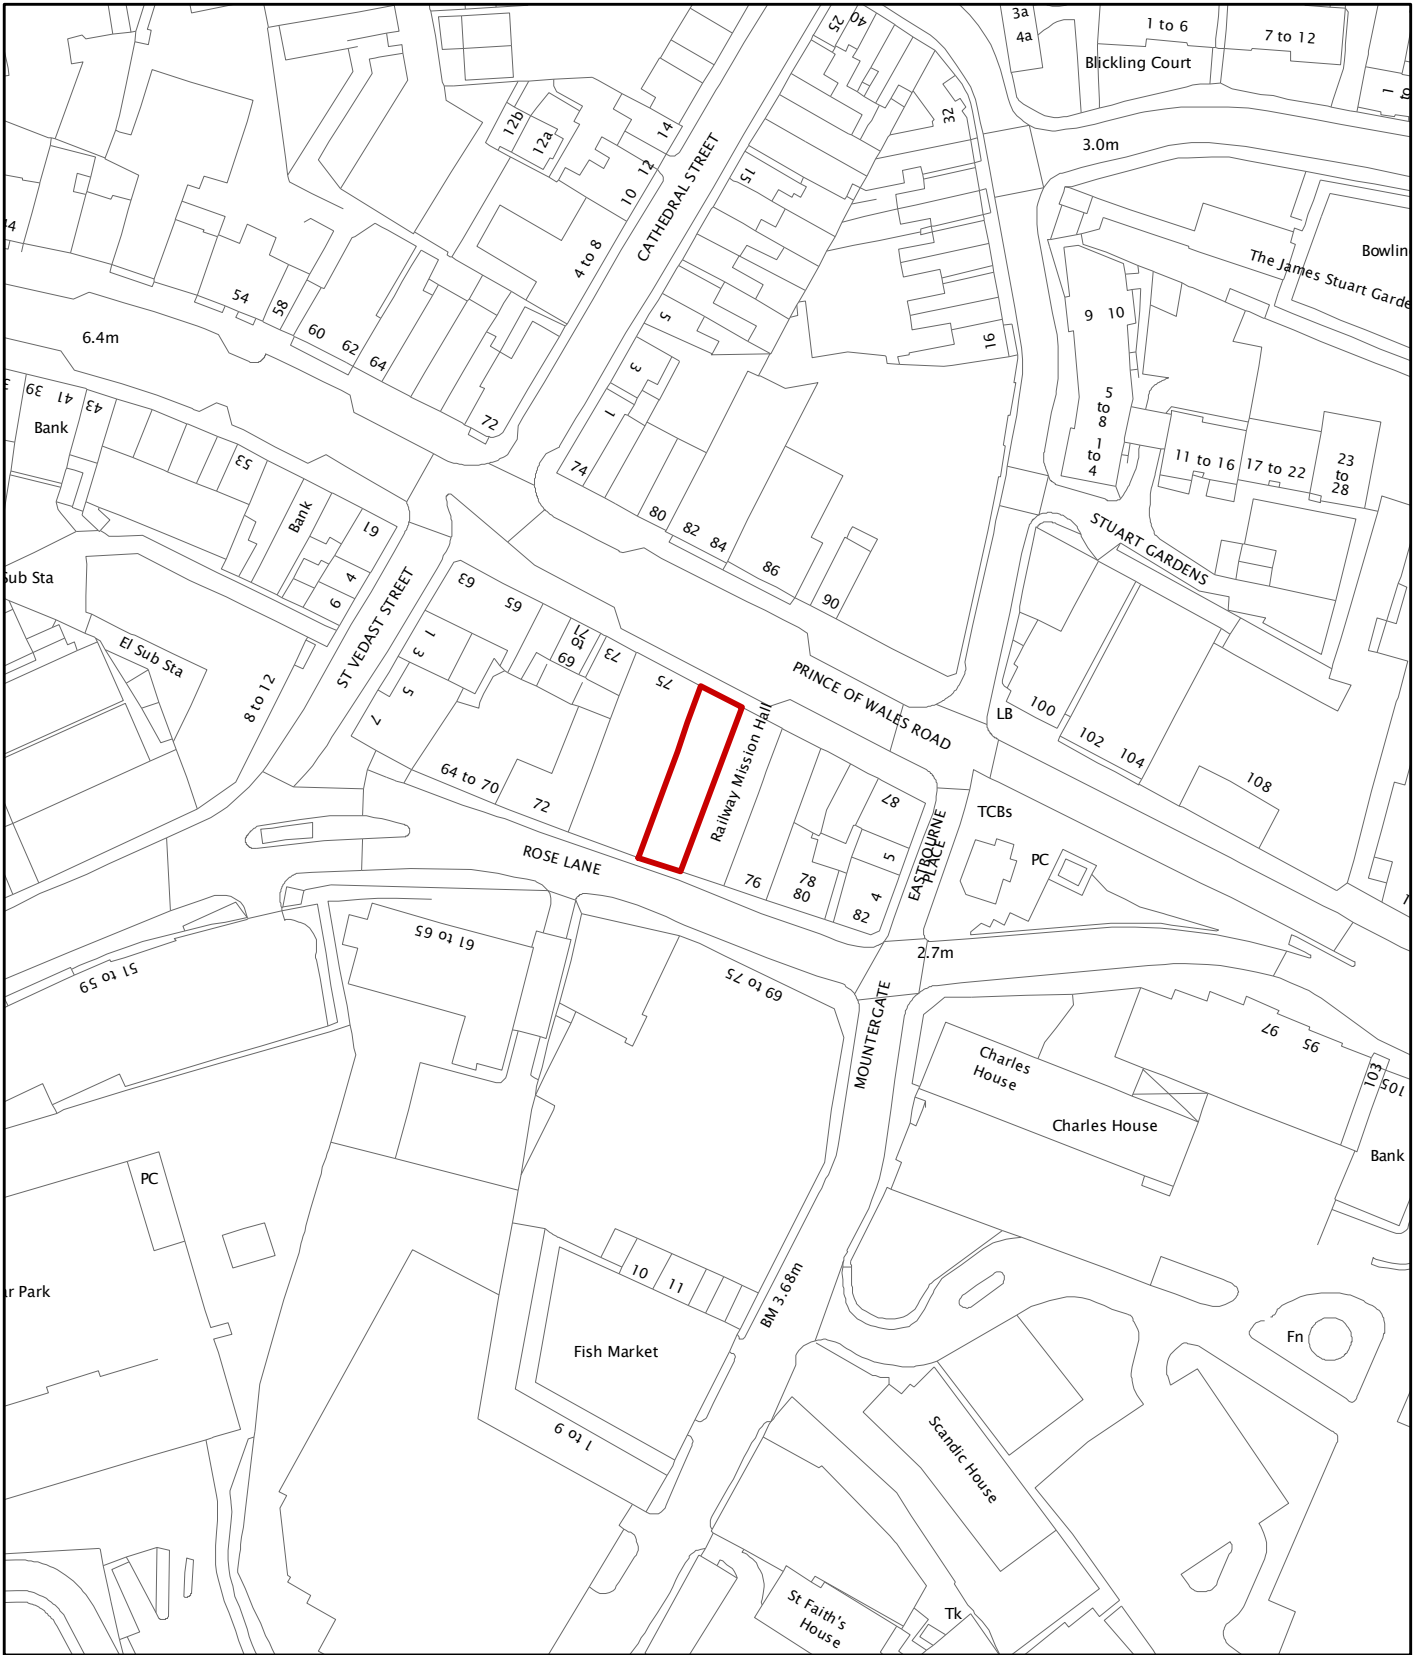 25
40
3a
4a
1 to 6
7 to 12
Blickling Court
12b
12a
14
32
3.0m
12
10
15
CATHEDRAL STREET
4 to 8
Bowlin
The James Stuart Garde
54
58
60
62
64
6.4m
5
9
10
16
3
1
72
39
41
43
Bank
53
5
to
8
1
to
4
74
11 to 16
17 to 22
23
to
28
80
82
84
86
90
Bank
61
4
6
STUART GARDENS
Sub Sta
El Sub Sta
63
65
71
to
69
73
75
1
3
5
7
ST VEDAST STREET
8 to 12
PRINCE OF WALES ROAD
LB
100
102
104
108
Railway Mission Hall
64 to 70
72
ROSE LANE
76
78
80
82
87
5
4
EASTBOURNE
PLACE
TCBs
PC
2.7m
61 to 65
51 to 59
69 to 75
MOUNTERGATE
97
95
103
105
Charles
House
Charles House
Bank
PC
ar Park
10
11
BM 3.68m
Fish Market
Fn
1 to 9
Scandic House
St Faith's
House
Tk